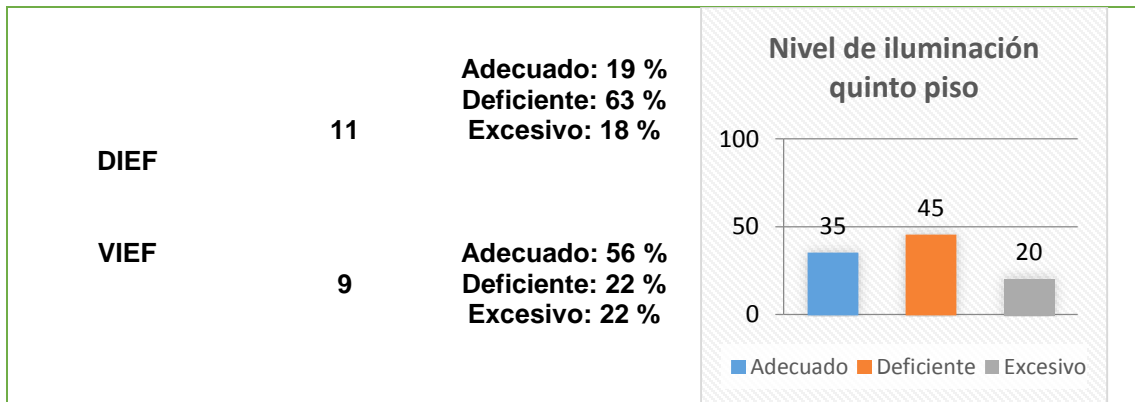 DIEF
11
Adecuado: 19 %
Deficiente: 63 %
Excesivo: 18 %
VIEF
9
Adecuado: 56 %
Deficiente: 22 %
Excesivo: 22 %
Nivel de iluminación
quinto piso
100
50
0
35
45
20
Adecuado
Deficiente
Excesivo